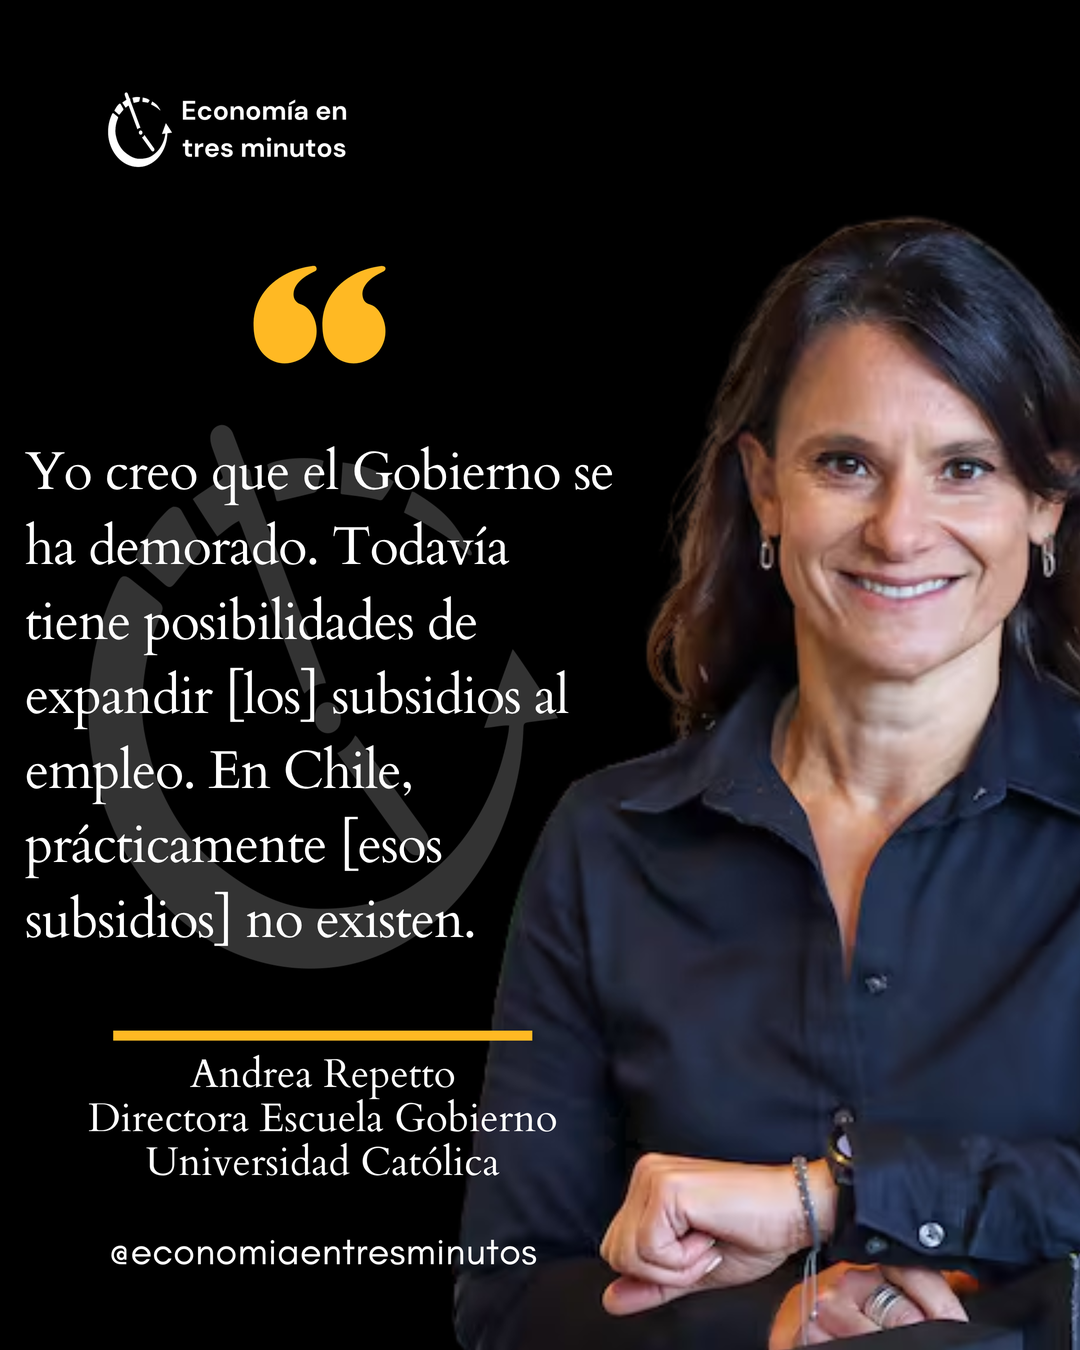 Economía en
tres minutos
Yo creo que el Gobierno se
ha demorado. Todavía
tiene posibilidades de
expandir [los] subsidios al
empleo. En Chile,
prácticamente [esos
subsidios] no existen.
Andrea Repetto
Directora Escuela Gobierno
Universidad Católica
@economiaentresminutos